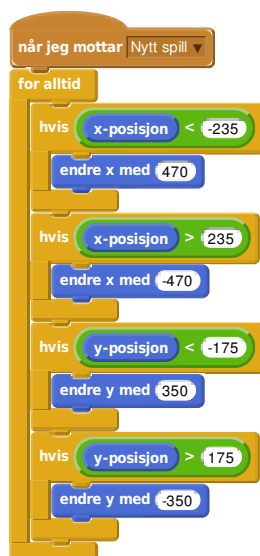 når jeg mottar Nytt spill
for alltid
hvis x-posisjon < -235
endre x med 470
hvis x-posisjon > 235
endre x med -470
hvis y-posisjon < -175
endre y med 350
hvis y-posisjon > 175
endre y med -350